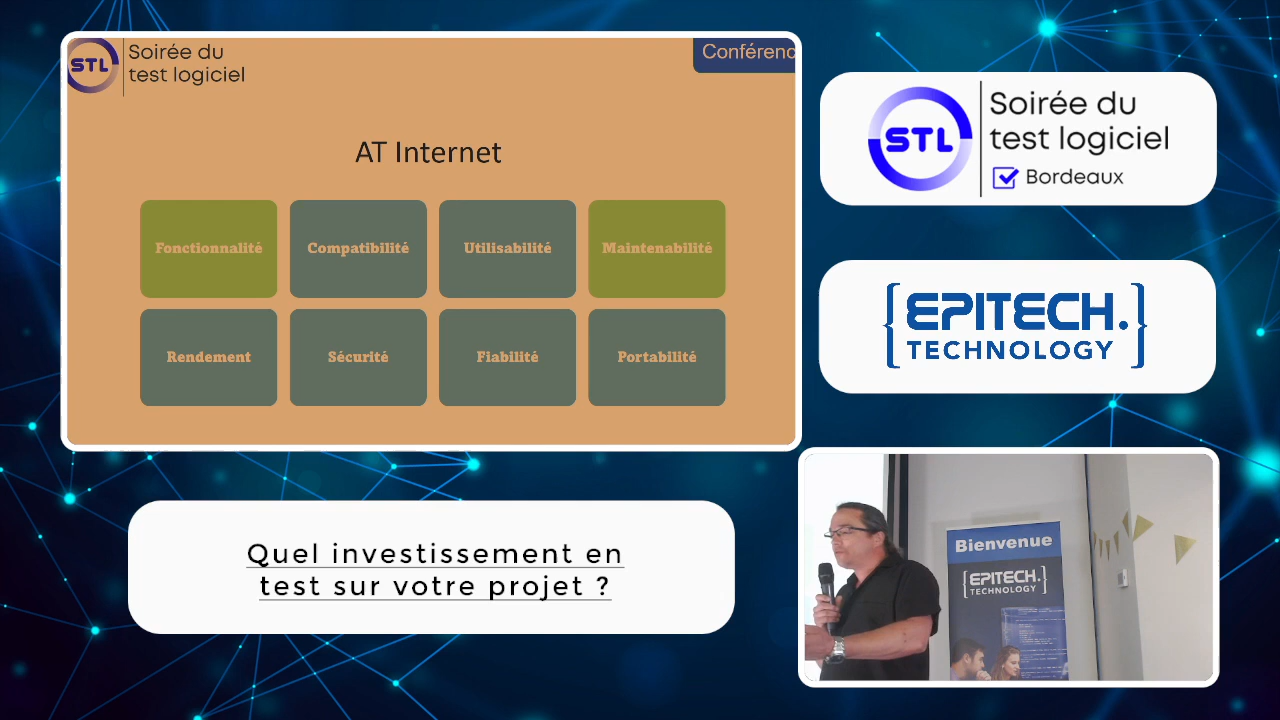 STL
Soirée du
test logiciel
Conférenc
AT Internet
Fonctionnalité
Compatibilité
Utilisabilité
Maintenabilité
Rendement
Sécurité
Fiabilité
Portabilité
STL
Soirée du
test logiciel
Bordeaux
{EPITECH.}
TECHNOLOGY
Quel investissement en
test sur votre projet ?
Bienvenue
{EPITECH.}
TECHNOLOGY